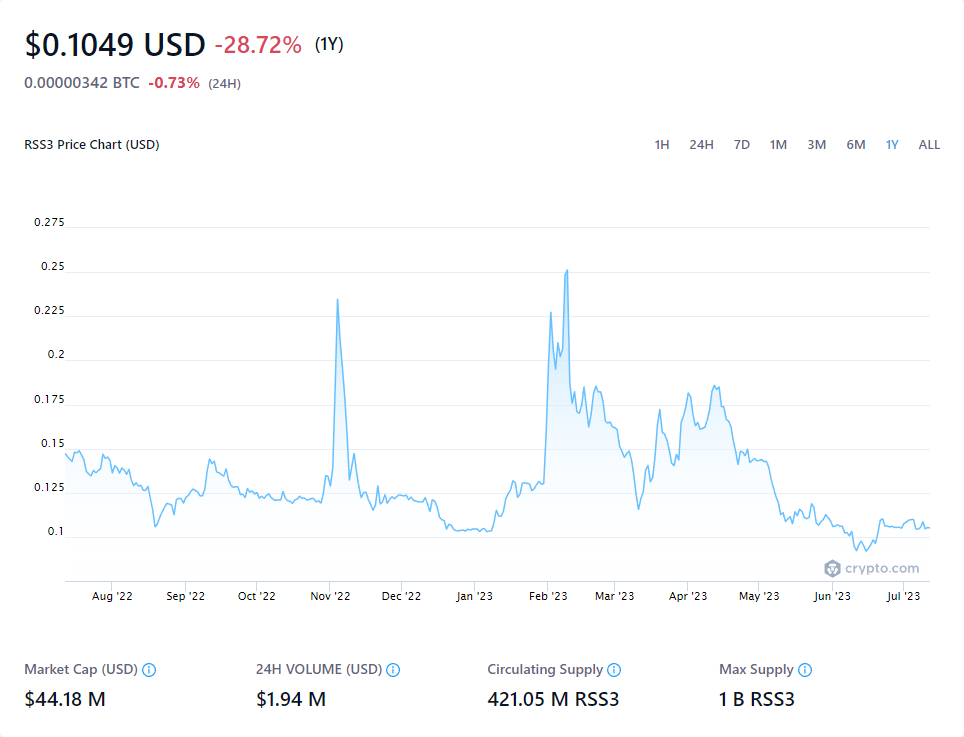 $0.1049 USD -28.72% (1Y)
0.00000342 BTC -0.73% (24H)
RSS3 Price Chart (USD) 1H 24H 7D 1M 3M 6M 1Y ALL
0.275
0.25
0.225
0.2
0.175
0.15
0.125
0.1
crypto.com
Aug '22 Sep '22 Oct '22 Nov '22 Dec '22 Jan '23 Feb '23 Mar '23 Apr '23 May '23 Jun '23 Jul '23
Market Cap (USD) 24H VOLUME (USD) Circulating Supply Max Supply
$44.18 M $1.94 M 421.05 M RSS3 1 B RSS3